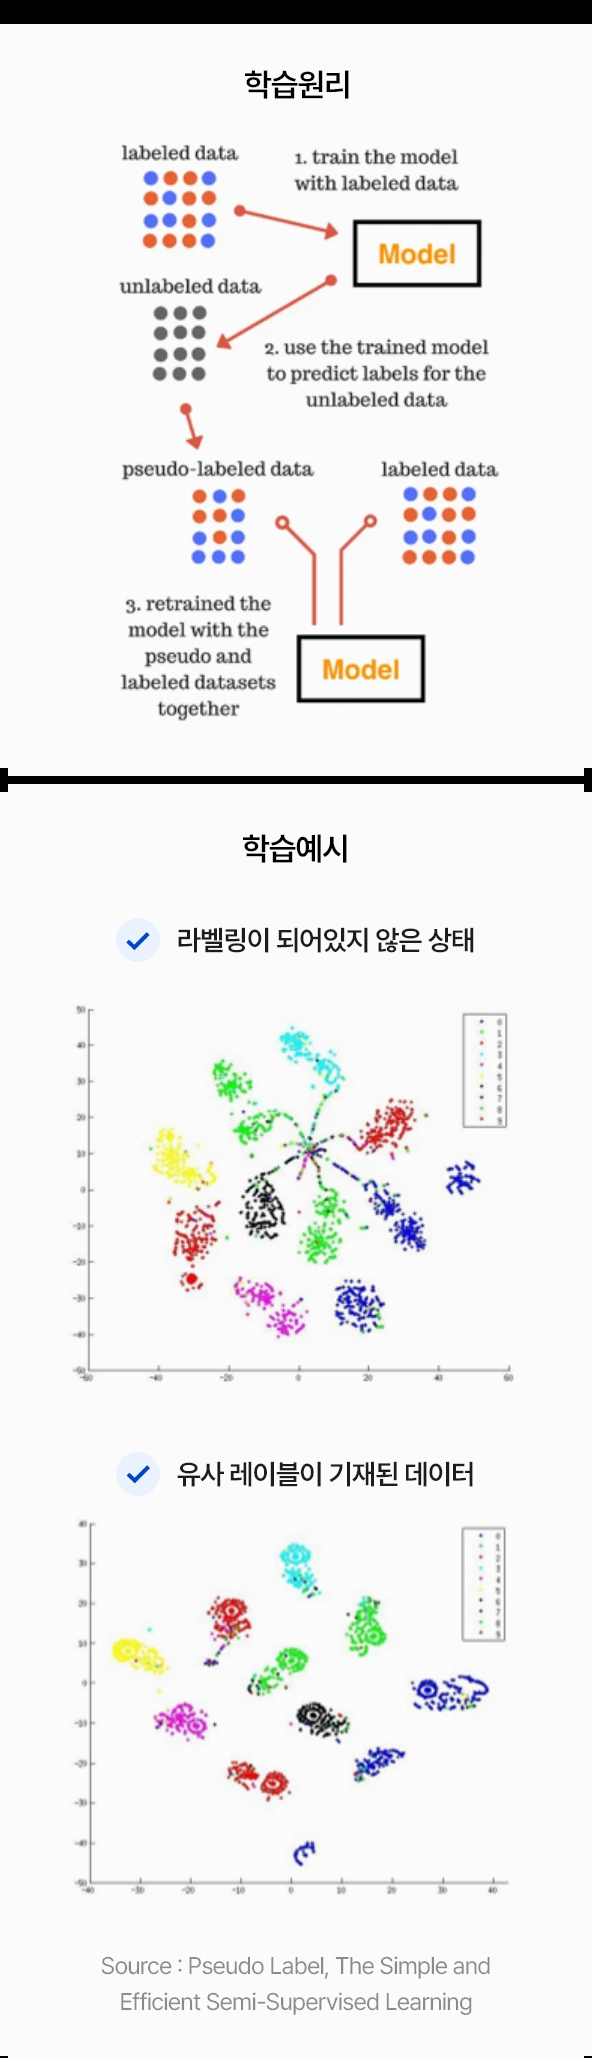 학습원리
labeled data
1. train the model
with labeled data
Model
unlabeled data
2. use the trained model
to predict labels for the
unlabeled data
pseudo-labeled data
labeled data
3. retrained the
model with the
pseudo and
labeled datasets
together
Model
학습예시
라벨링이 되어있지 않은 상태
50
40
30
20
10
0
-10
-20
-30
-40
-50
-60
-40
-20
0
20
40
60
0
1
2
3
4
5
6
7
8
9
유사 레이블이 기재된 데이터
40
30
20
10
0
-10
-20
-30
-40
-50
-40
-30
-20
-10
0
10
20
30
40
0
1
2
3
4
5
6
7
8
9
Source : Pseudo Label, The Simple and
Efficient Semi-Supervised Learning